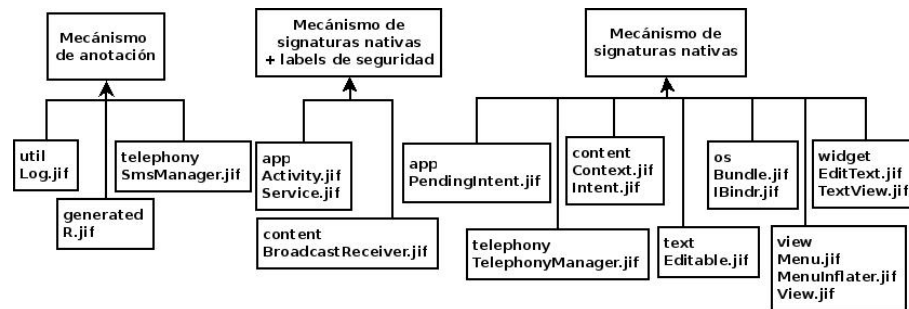 Mecánismo
de anotación
Mecánismo de
signaturas nativas
+ labels de seguridad
Mecánismo de
signaturas nativas
util
Log.jif
telephony
SmsManager.jif
generated
R.jif
app
Activity.jif
Service.jif
content
BroadcastReceiver.jif
app
PendingIntent.jif
content
Context.jif
Intent.jif
os
Bundle.jif
IBindr.jif
widget
EditText.jif
TextView.jif
telephony
TelephonyManager.jif
text
Editable.jif
view
Menu.jif
MenuInflater.jif
View.jif